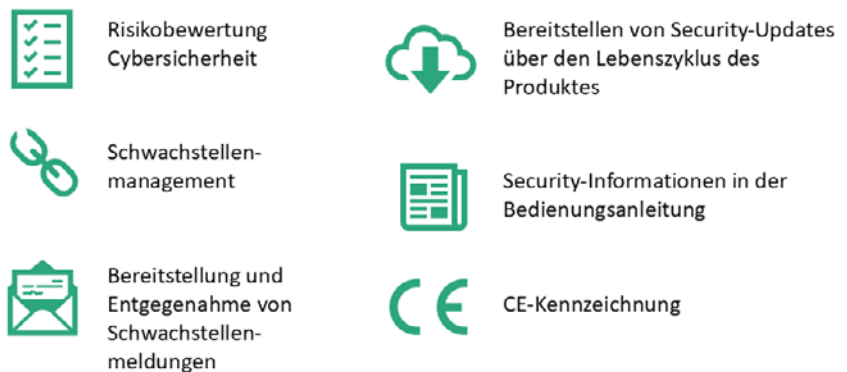 Risikobewertung
Cybersicherheit
Schwachstellen-
management
Bereitstellung und
Entgegenahme von
Schwachstellen-
meldungen
Bereitstellen von Security-Updates
über den Lebenszyklus des
Produktes
Security-Informationen in der
Bedienungsanleitung
CE
CE-Kennzeichnung